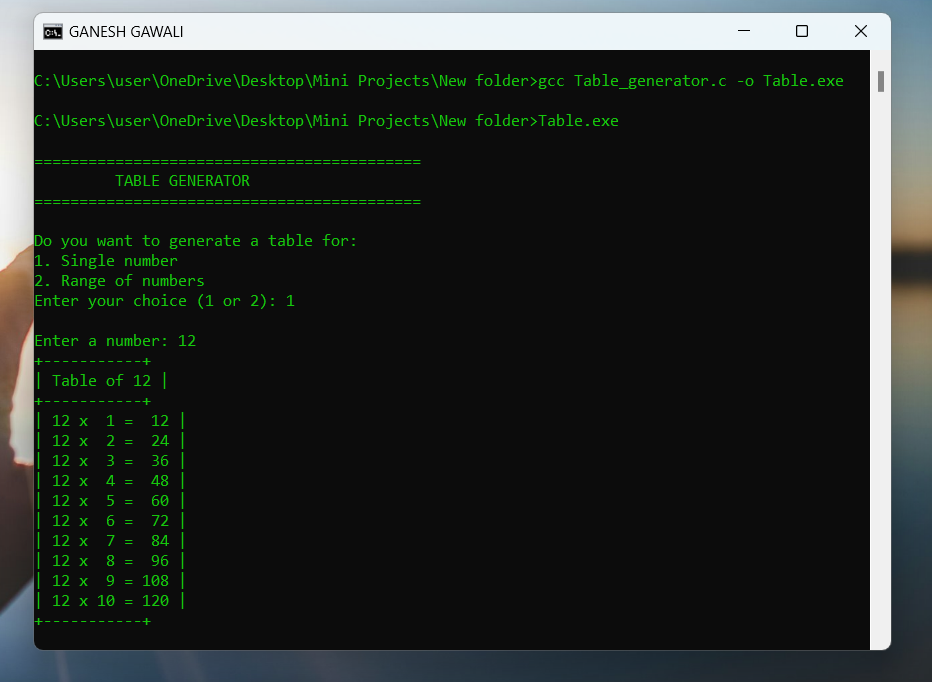 GANESH GAWALI
C:\Users\user\OneDrive\Desktop\Mini Projects\New folder>gcc Table_generator.c -o Table.exe
C:\Users\user\OneDrive\Desktop\Mini Projects\New folder>Table.exe
===========================================
         TABLE GENERATOR
===========================================
Do you want to generate a table for:
1. Single number
2. Range of numbers
Enter your choice (1 or 2): 1
Enter a number: 12
+-----------+
| Table of 12 |
+-----------+
| 12 x  1 =  12 |
| 12 x  2 =  24 |
| 12 x  3 =  36 |
| 12 x  4 =  48 |
| 12 x  5 =  60 |
| 12 x  6 =  72 |
| 12 x  7 =  84 |
| 12 x  8 =  96 |
| 12 x  9 = 108 |
| 12 x 10 = 120 |
+-----------+